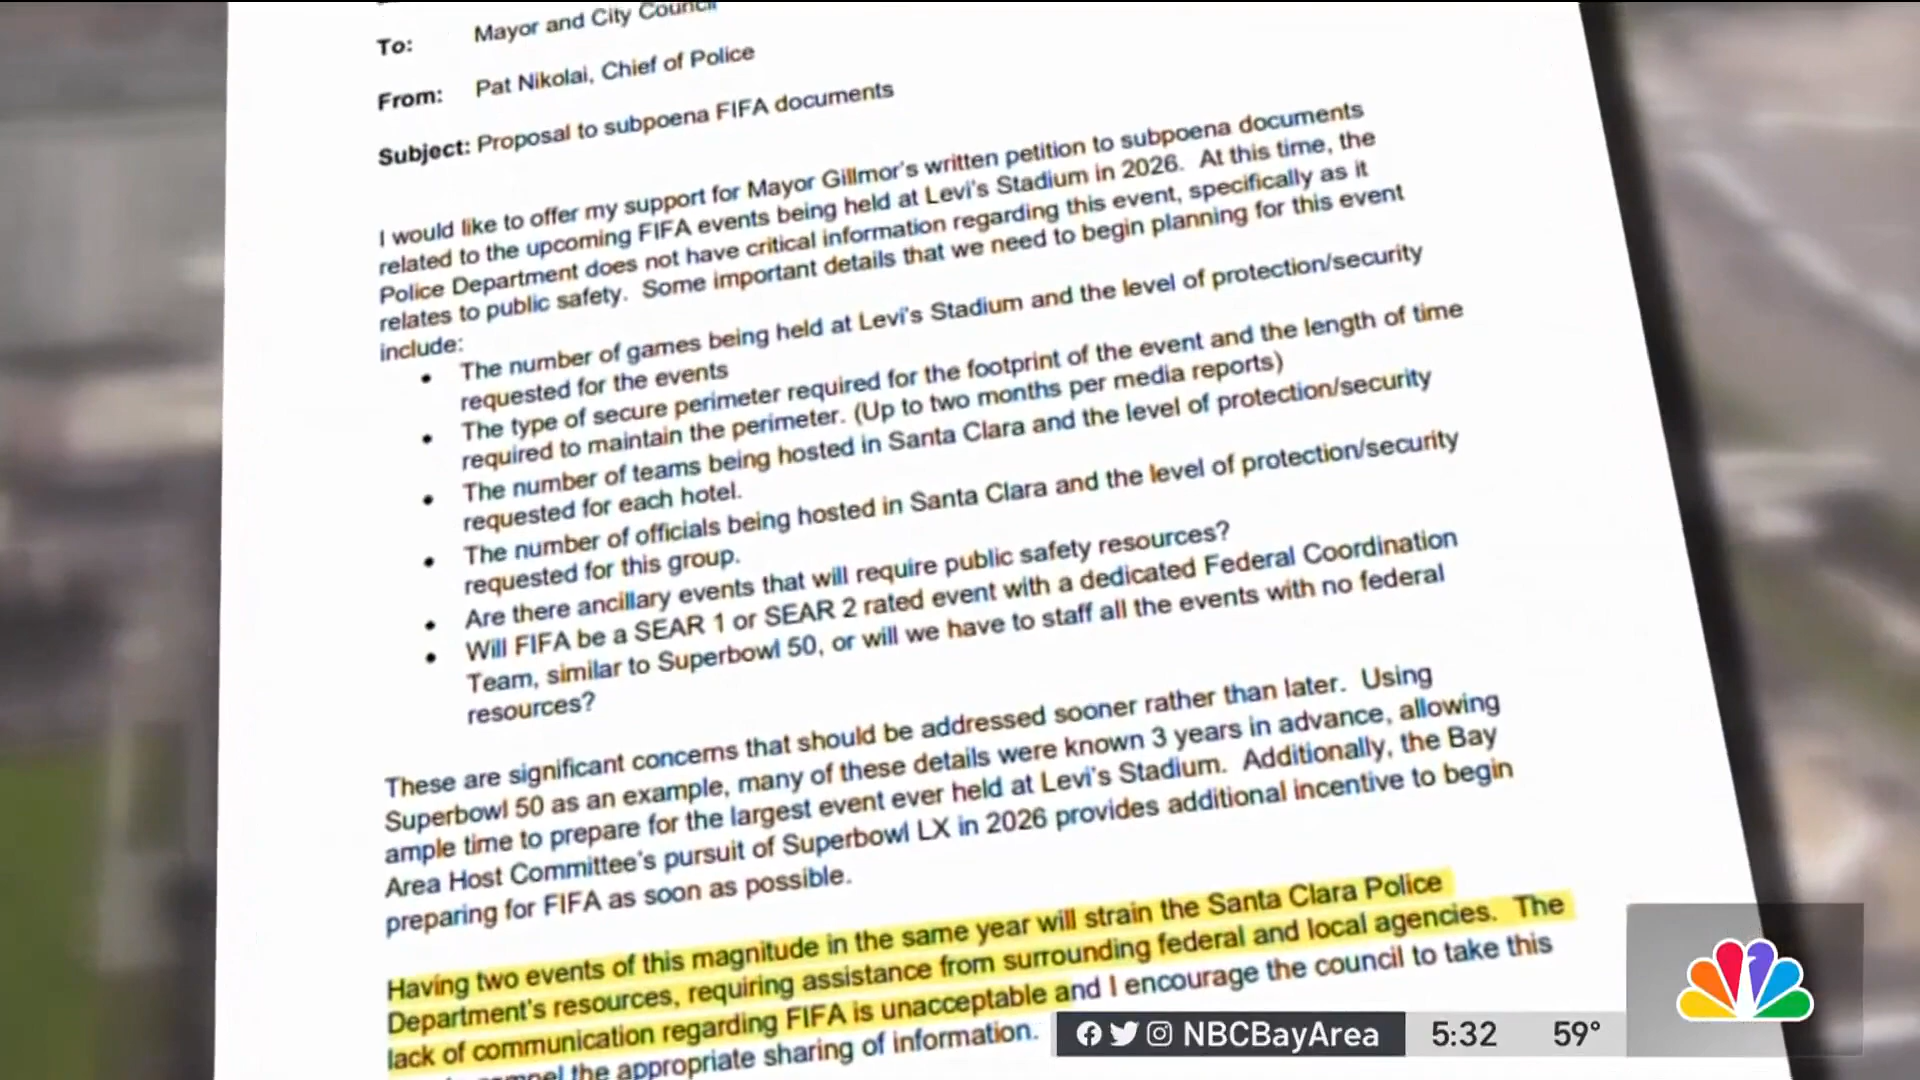 To: Mayor and City Council
From: Pat Nikolai, Chief of Police
Subject: Proposal to subpoena FIFA documents
I would like to offer my support for Mayor Gillmor's written petition to subpoena documents
related to the upcoming FIFA events being held at Levi's Stadium in 2026. At this time, the
Police Department does not have critical information regarding this event, specifically as it
relates to public safety. Some important details that we need to begin planning for this event
include:
• The number of games being held at Levi's Stadium and the level of protection/security
requested for the events
• The type of secure perimeter required for the footprint of the event and the length of time
required to maintain the perimeter. (Up to two months per media reports)
• The number of teams being hosted in Santa Clara and the level of protection/security
requested for each hotel.
• The number of officials being hosted in Santa Clara and the level of protection/security
requested for this group.
• Are there ancillary events that will require public safety resources?
• Will FIFA be a SEAR 1 or SEAR 2 rated event with a dedicated Federal Coordination
Team, similar to Superbowl 50, or will we have to staff all the events with no federal
resources?
These are significant concerns that should be addressed sooner rather than later. Using
Superbowl 50 as an example, many of these details were known 3 years in advance, allowing
ample time to prepare for the largest event ever held at Levi's Stadium. Additionally, the Bay
Area Host Committee's pursuit of Superbowl LX in 2026 provides additional incentive to begin
preparing for FIFA as soon as possible.
Having two events of this magnitude in the same year will strain the Santa Clara Police
Department's resources, requiring assistance from surrounding federal and local agencies. The
lack of communication regarding FIFA is unacceptable and I encourage the council to take this
the appropriate sharing of information.
NBCBayArea 5:32 59°